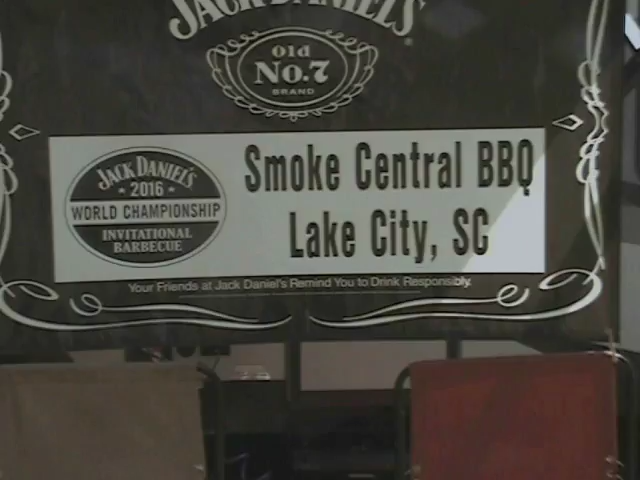 JACK DANIEL'S
Old
No.7
BRAND
JACK DANIEL'S
2016
WORLD CHAMPIONSHIP
INVITATIONAL
BARBECUE
Smoke Central BBQ
Lake City, SC
Your Friends at Jack Daniel's Remind You to Drink Responsibly.